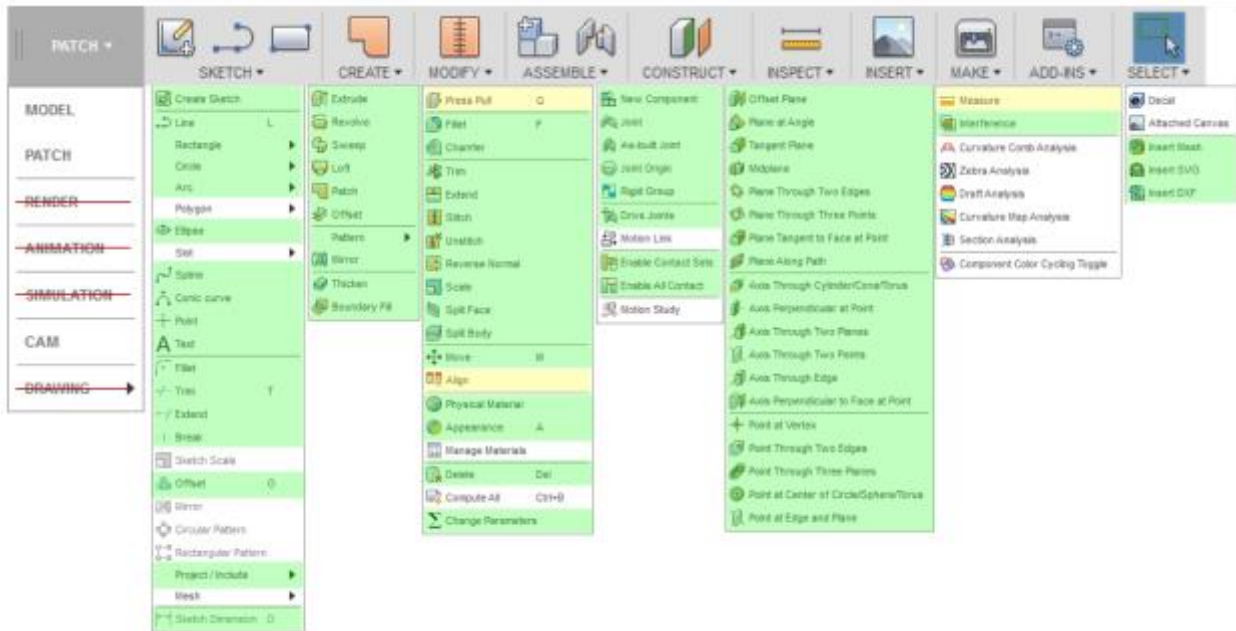 PATCH ▾
SKETCH ▾
CREATE ▾
MODIFY ▾
ASSEMBLE ▾
CONSTRUCT ▾
INSPECT ▾
INSERT ▾
MAKE ▾
ADD-INS ▾
SELECT ▾
MODEL
PATCH
RENDER
ANIMATION
SIMULATION
CAM
DRAWING
Create Sketch
Line L
Rectangle
Circle
Arc
Polygon
Ellipse
Slot
Spline
Conic curve
Point
Text
Fillet
Trim T
Extend
Break
Sketch Scale
Offset O
Mirror
Circular Pattern
Rectangular Pattern
Project / Include
Mesh
Sketch Dimension D
Extrude
Revolve
Sweep
Loft
Patch
Offset
Pattern
Mirror
Thicken
Boundary Fill
Press Pull Q
Fillet F
Chamfer
Trim
Extend
Stitch
Unstitch
Reverse Normal
Scale
Split Face
Split Body
Move M
Align
Physical Material
Appearance A
Manage Materials
Delete Del
Compute All Ctrl+B
Change Parameters
New Component
Joint
As-built Joint
Joint Origin
Rigid Group
Drive Joints
Motion Link
Enable Contact Sets
Enable All Contact
Motion Study
Offset Plane
Plane at Angle
Tangent Plane
Midplane
Plane Through Two Edges
Plane Through Three Points
Plane Tangent to Face at Point
Plane Along Path
Axis Through Cylinder/Cone/Torus
Axis Perpendicular at Point
Axis Through Two Planes
Axis Through Two Points
Axis Through Edge
Axis Perpendicular to Face at Point
Point at Vertex
Point Through Two Edges
Point Through Three Planes
Point at Center of Circle/Sphere/Torus
Point at Edge and Plane
Measure
Interference
Curvature Comb Analysis
Zebra Analysis
Draft Analysis
Curvature Map Analysis
Section Analysis
Component Color Cycling Toggle
Decal
Attached Canvas
Insert Mesh
Insert SVG
Insert DXF